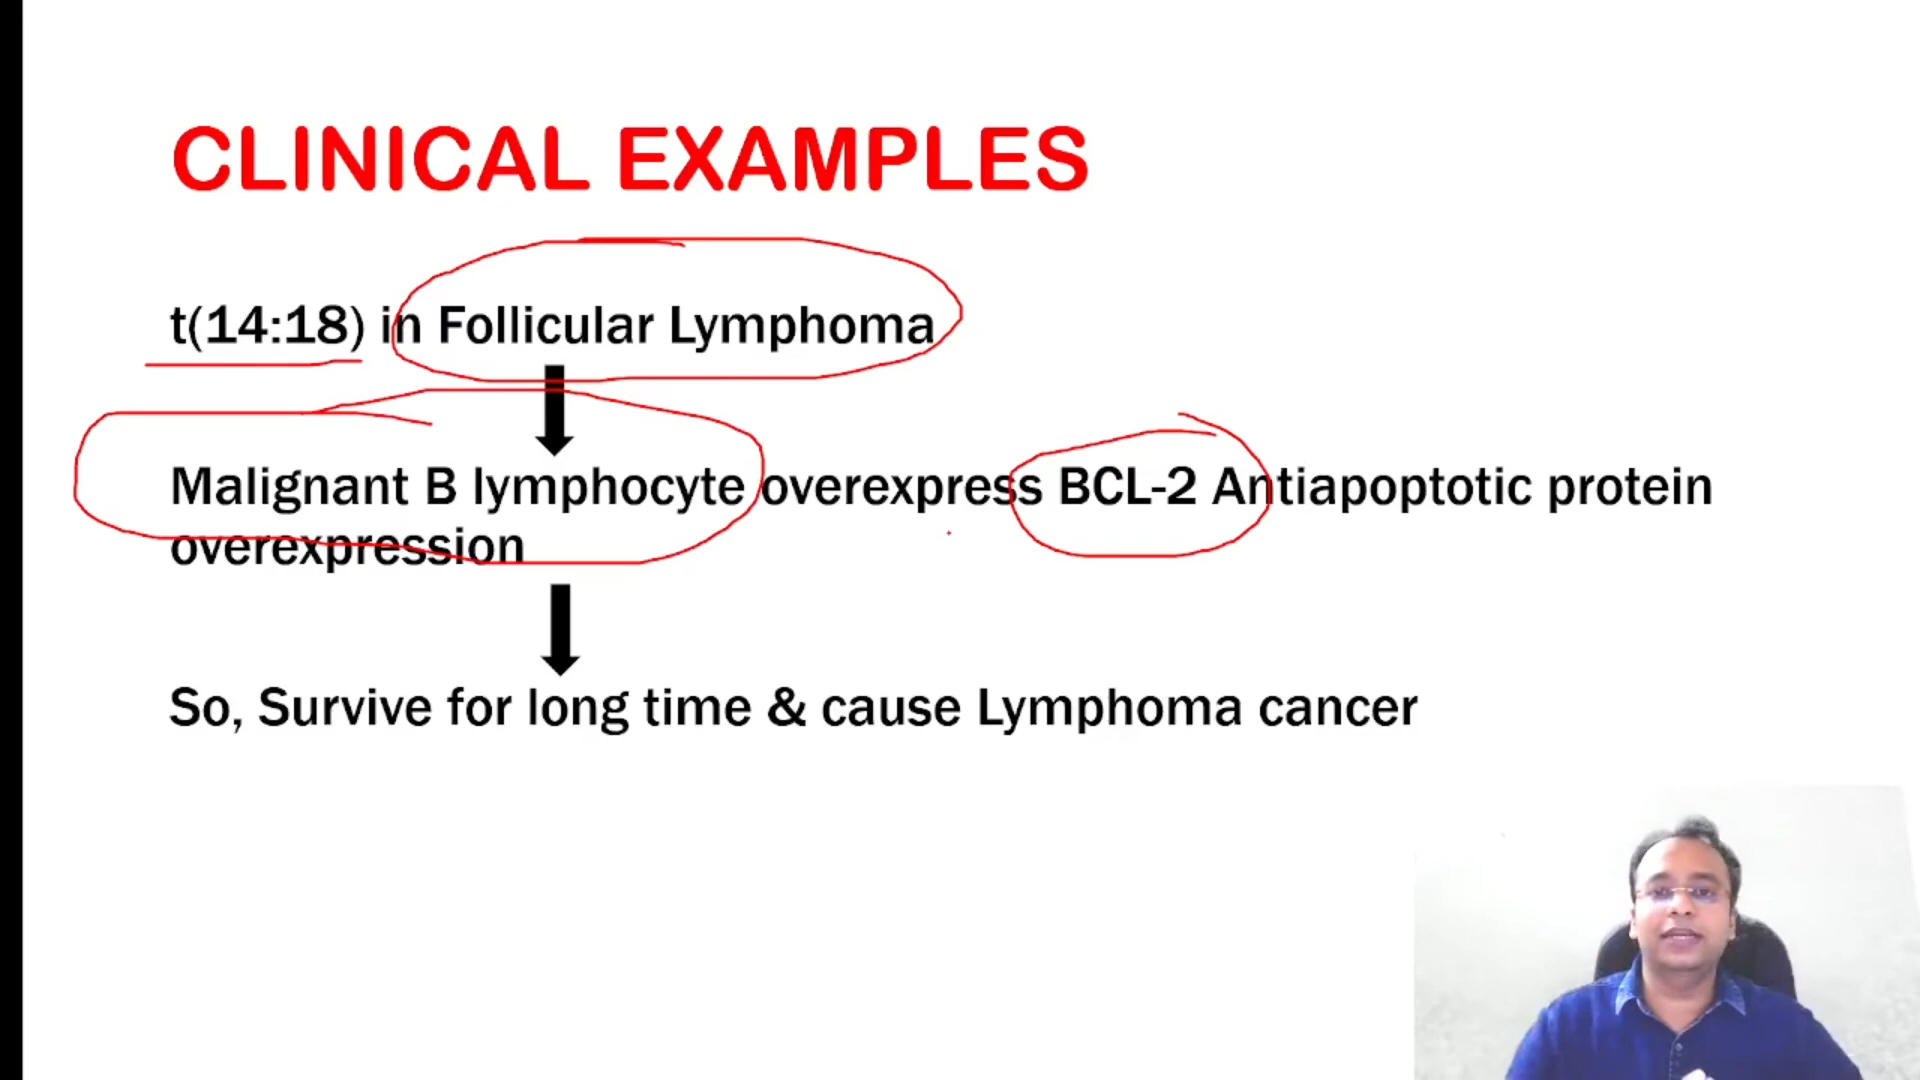 CLINICAL EXAMPLES
t(14:18) in Follicular Lymphoma
Malignant B lymphocyte overexpress BCL-2 Antiapoptotic protein
overexpression
So, Survive for long time & cause Lymphoma cancer